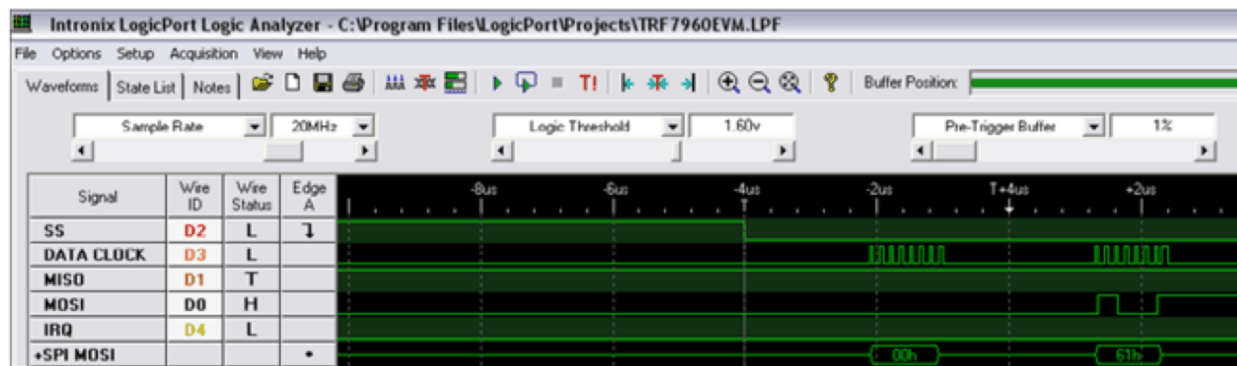 Intronix LogicPort Logic Analyzer - C:\Program Files\LogicPort\Projects\TRF7960EVM.LPF
File Options Setup Acquisition View Help
Waveforms State List Notes T! Buffer Position:
Sample Rate 20MHz Logic Threshold 1.60v Pre-Trigger Buffer 1%
Signal Wire ID Wire Status Edge A -8us -6us -4us -2us T+4us +2us
SS D2 L
DATA CLOCK D3 L
MISO D1 T
MOSI D0 H
IRQ D4 L
+SPI MOSI 00h 61h